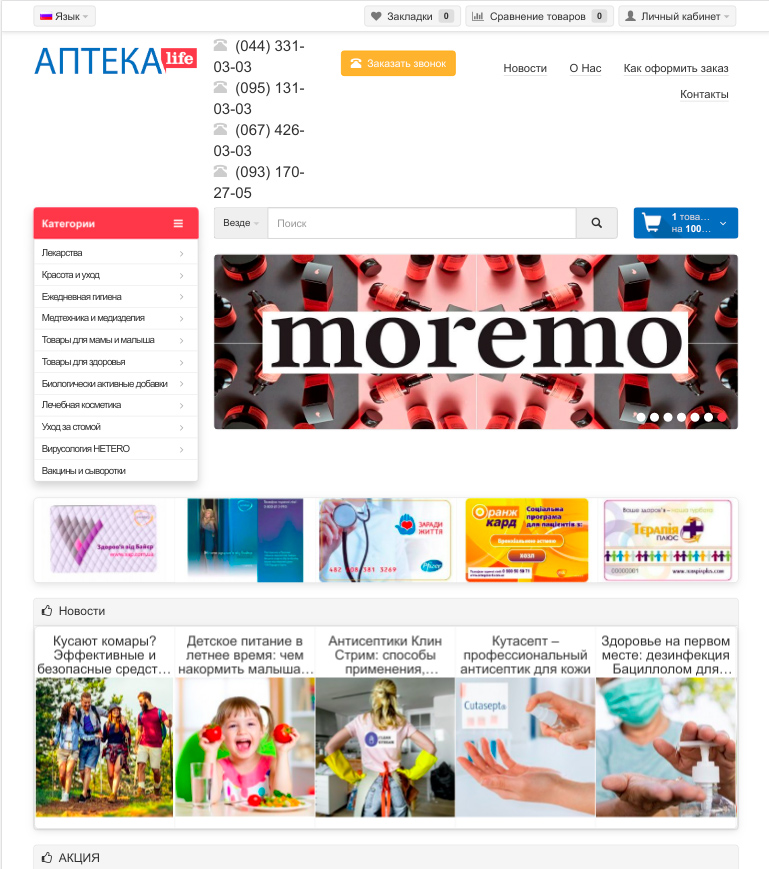 Язык
Закладки 0
Сравнение товаров 0
Личный кабинет
АПТЕКА life
(044) 331-
03-03
(095) 131-
03-03
(067) 426-
03-03
(093) 170-
27-05
Заказать звонок
Новости
О Нас
Как оформить заказ
Контакты
Категории
Везде
Поиск
1 това...
на 100...
Лекарства
Красота и уход
Ежедневная гигиена
Медтехника и медизделия
Товары для мамы и малыша
Товары для здоровья
Биологически активные добавки
Лечебная косметика
Уход за стомой
Вирусология HETERO
Вакцины и сыворотки
moremo
Здоров'я від Байєр
ЗАРАДИ
ЖИТТЯ
Pfizer
Оранж
кард
Соціальна
програма
для пацієнтів з:
ХОЗЛ
Ваше здоров'я –
Терапія
ПЛЮС
00000001
Новости
Кусают комары?
Эффективные и
безопасные средст...
Детское питание в
летнее время: чем
накормить малыша...
Антисептики Клин
Стрим: способы
применения,...
Кутасепт –
профессиональный
антисептик для кожи
Здоровье на первом
месте: дезинфекция
Бациллолом для...
Cutasept
АКЦИЯ